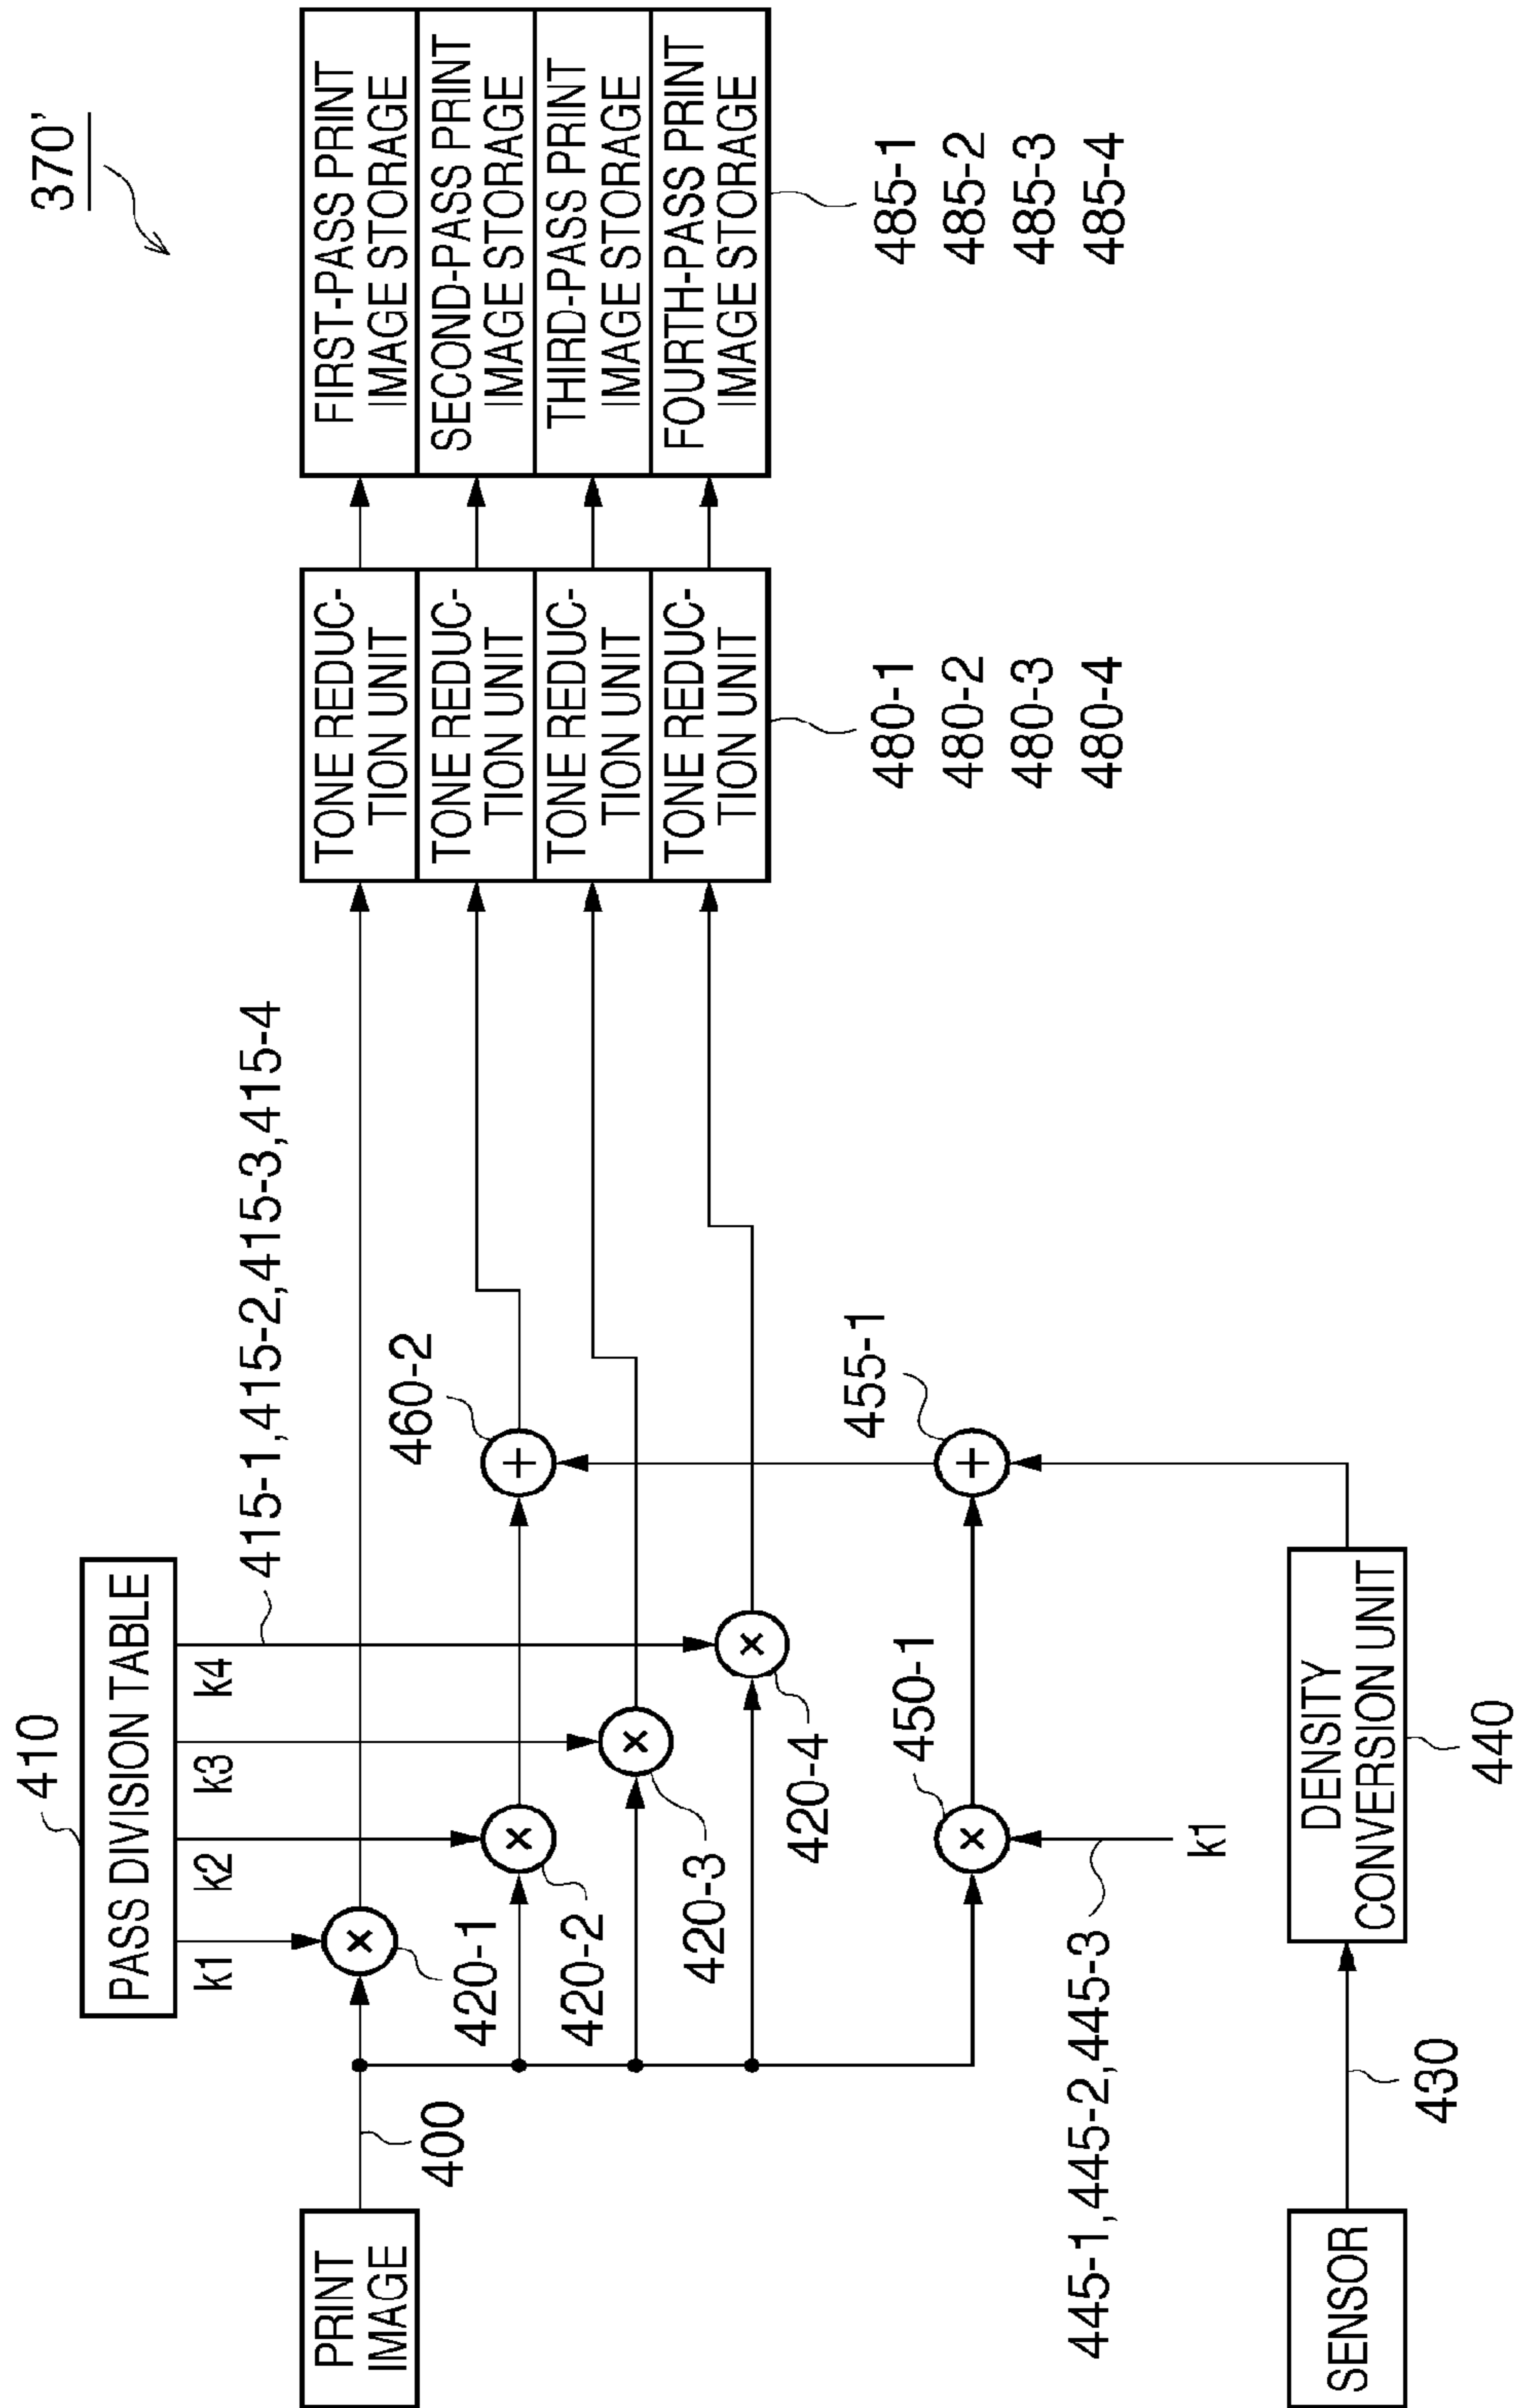 370'
410
PASS DIVISION TABLE
k1
k2
k3
k4
415-1,415-2,415-3,415-4
PRINT
IMAGE
400
420-1
420-2
420-3
420-4
460-2
455-1
450-1
k1
445-1,445-2,445-3
SENSOR
430
DENSITY
CONVERSION UNIT
440
TONE REDUC-
TION UNIT
TONE REDUC-
TION UNIT
TONE REDUC-
TION UNIT
TONE REDUC-
TION UNIT
480-1
480-2
480-3
480-4
FIRST-PASS PRINT
IMAGE STORAGE
SECOND-PASS PRINT
IMAGE STORAGE
THIRD-PASS PRINT
IMAGE STORAGE
FOURTH-PASS PRINT
IMAGE STORAGE
485-1
485-2
485-3
485-4